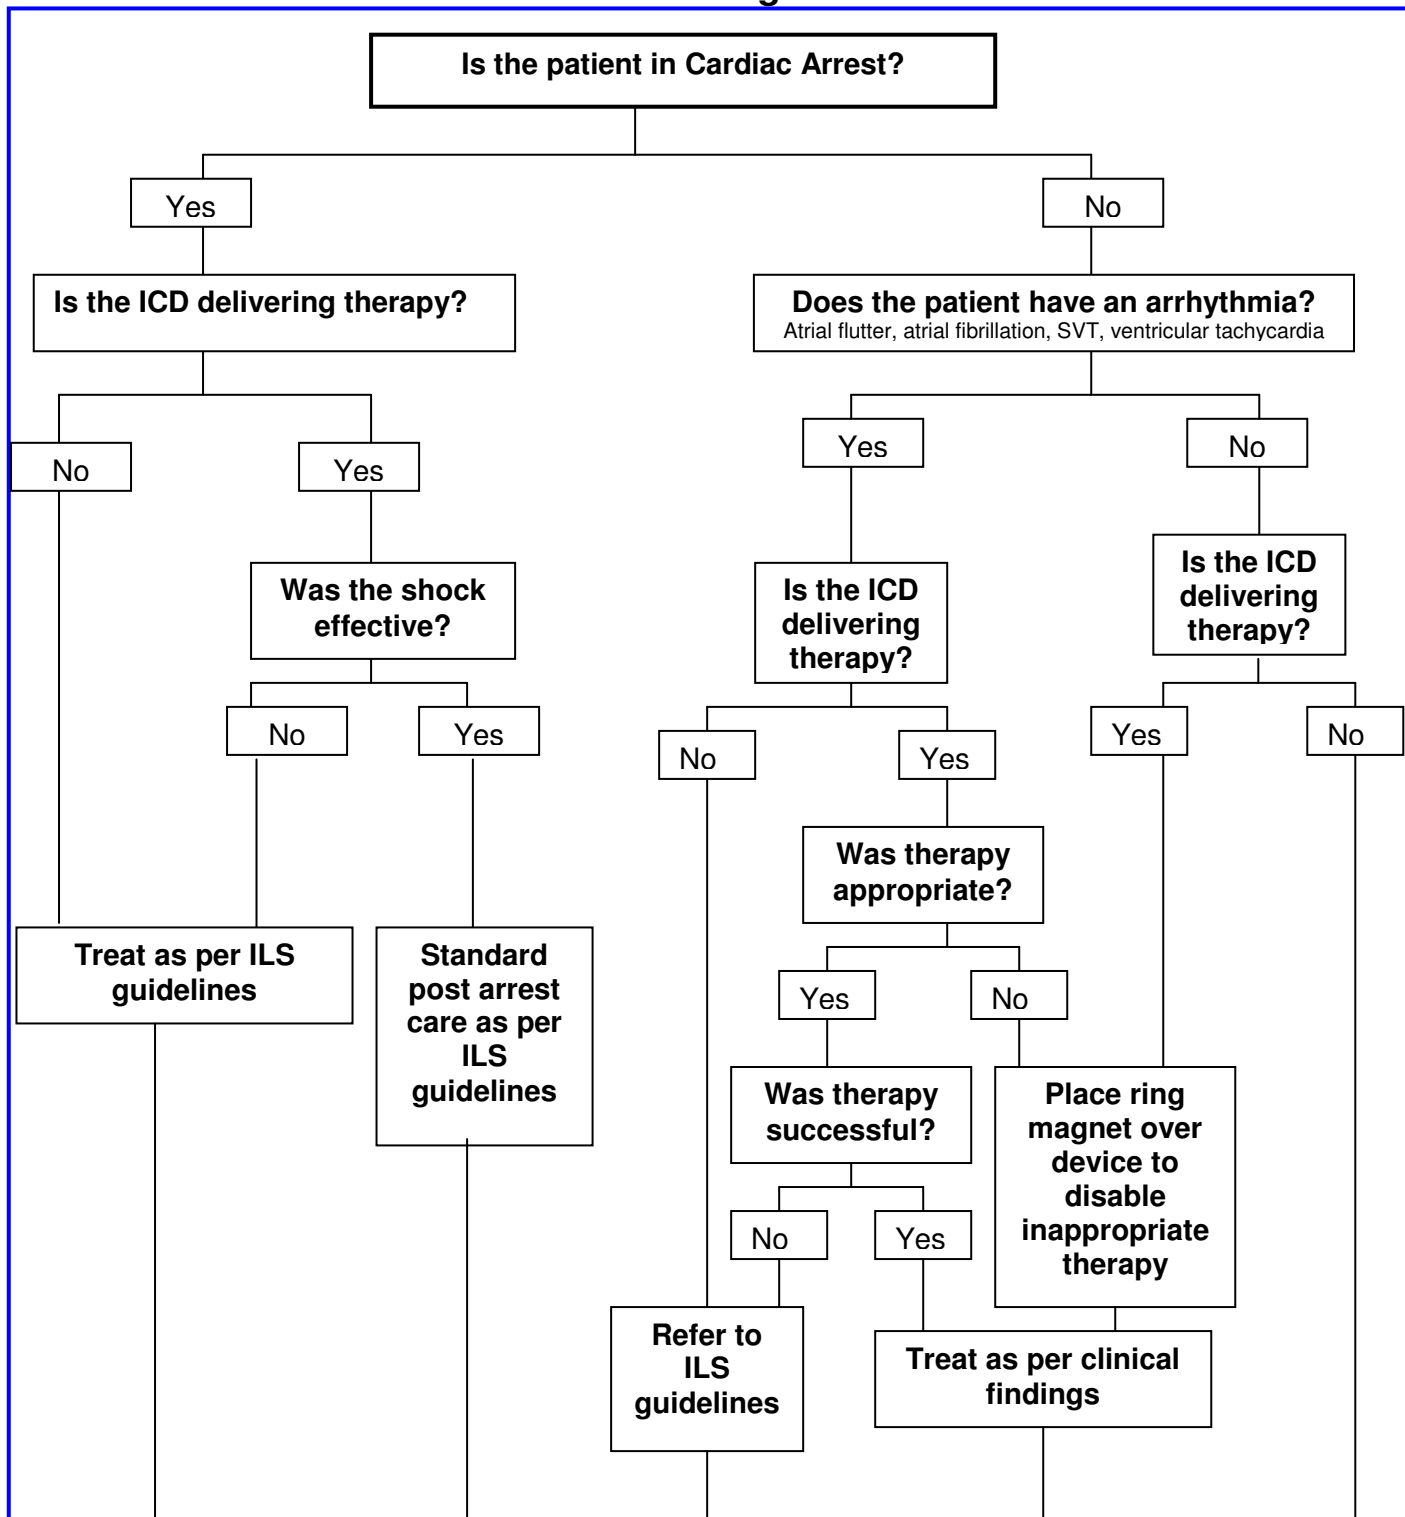 Is the patient in Cardiac Arrest?
Yes
No
Is the ICD delivering therapy?
Does the patient have an arrhythmia?
Atrial flutter, atrial fibrillation, SVT, ventricular tachycardia
No
Yes
Yes
No
Was the shock
effective?
Is the ICD
delivering
therapy?
Is the ICD
delivering
therapy?
No
Yes
No
Yes
Yes
No
Was therapy
appropriate?
Treat as per ILS
guidelines
Standard
post arrest
care as per
ILS
guidelines
Yes
No
Was therapy
successful?
Place ring
magnet over
device to
disable
inappropriate
therapy
No
Yes
Refer to
ILS
guidelines
Treat as per clinical
findings